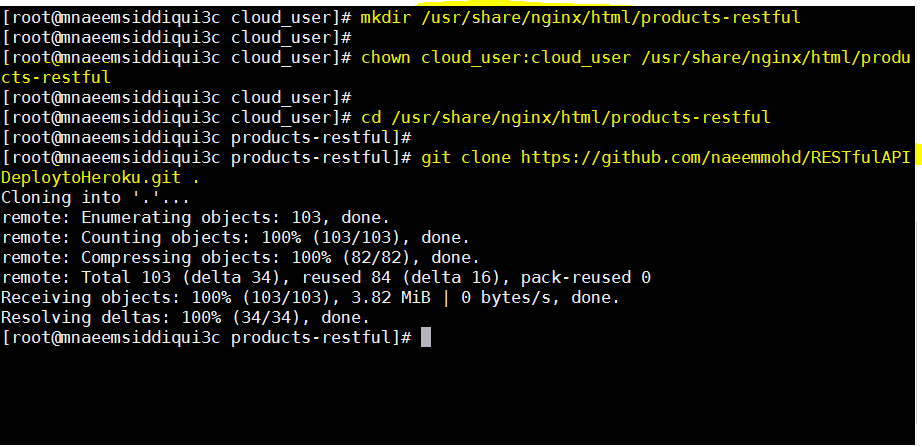 [root@mnaeemsiddiqui3c cloud_user]# mkdir /usr/share/nginx/html/products-restful
[root@mnaeemsiddiqui3c cloud_user]#
[root@mnaeemsiddiqui3c cloud_user]# chown cloud_user:cloud_user /usr/share/nginx/html/produ
cts-restful
[root@mnaeemsiddiqui3c cloud_user]#
[root@mnaeemsiddiqui3c cloud_user]# cd /usr/share/nginx/html/products-restful
[root@mnaeemsiddiqui3c products-restful]#
[root@mnaeemsiddiqui3c products-restful]# git clone https://github.com/naeemmohd/RESTfulAPI
DeploytoHeroku.git .
Cloning into '.'...
remote: Enumerating objects: 103, done.
remote: Counting objects: 100% (103/103), done.
remote: Compressing objects: 100% (82/82), done.
remote: Total 103 (delta 34), reused 84 (delta 16), pack-reused 0
Receiving objects: 100% (103/103), 3.82 MiB | 0 bytes/s, done.
Resolving deltas: 100% (34/34), done.
[root@mnaeemsiddiqui3c products-restful]#